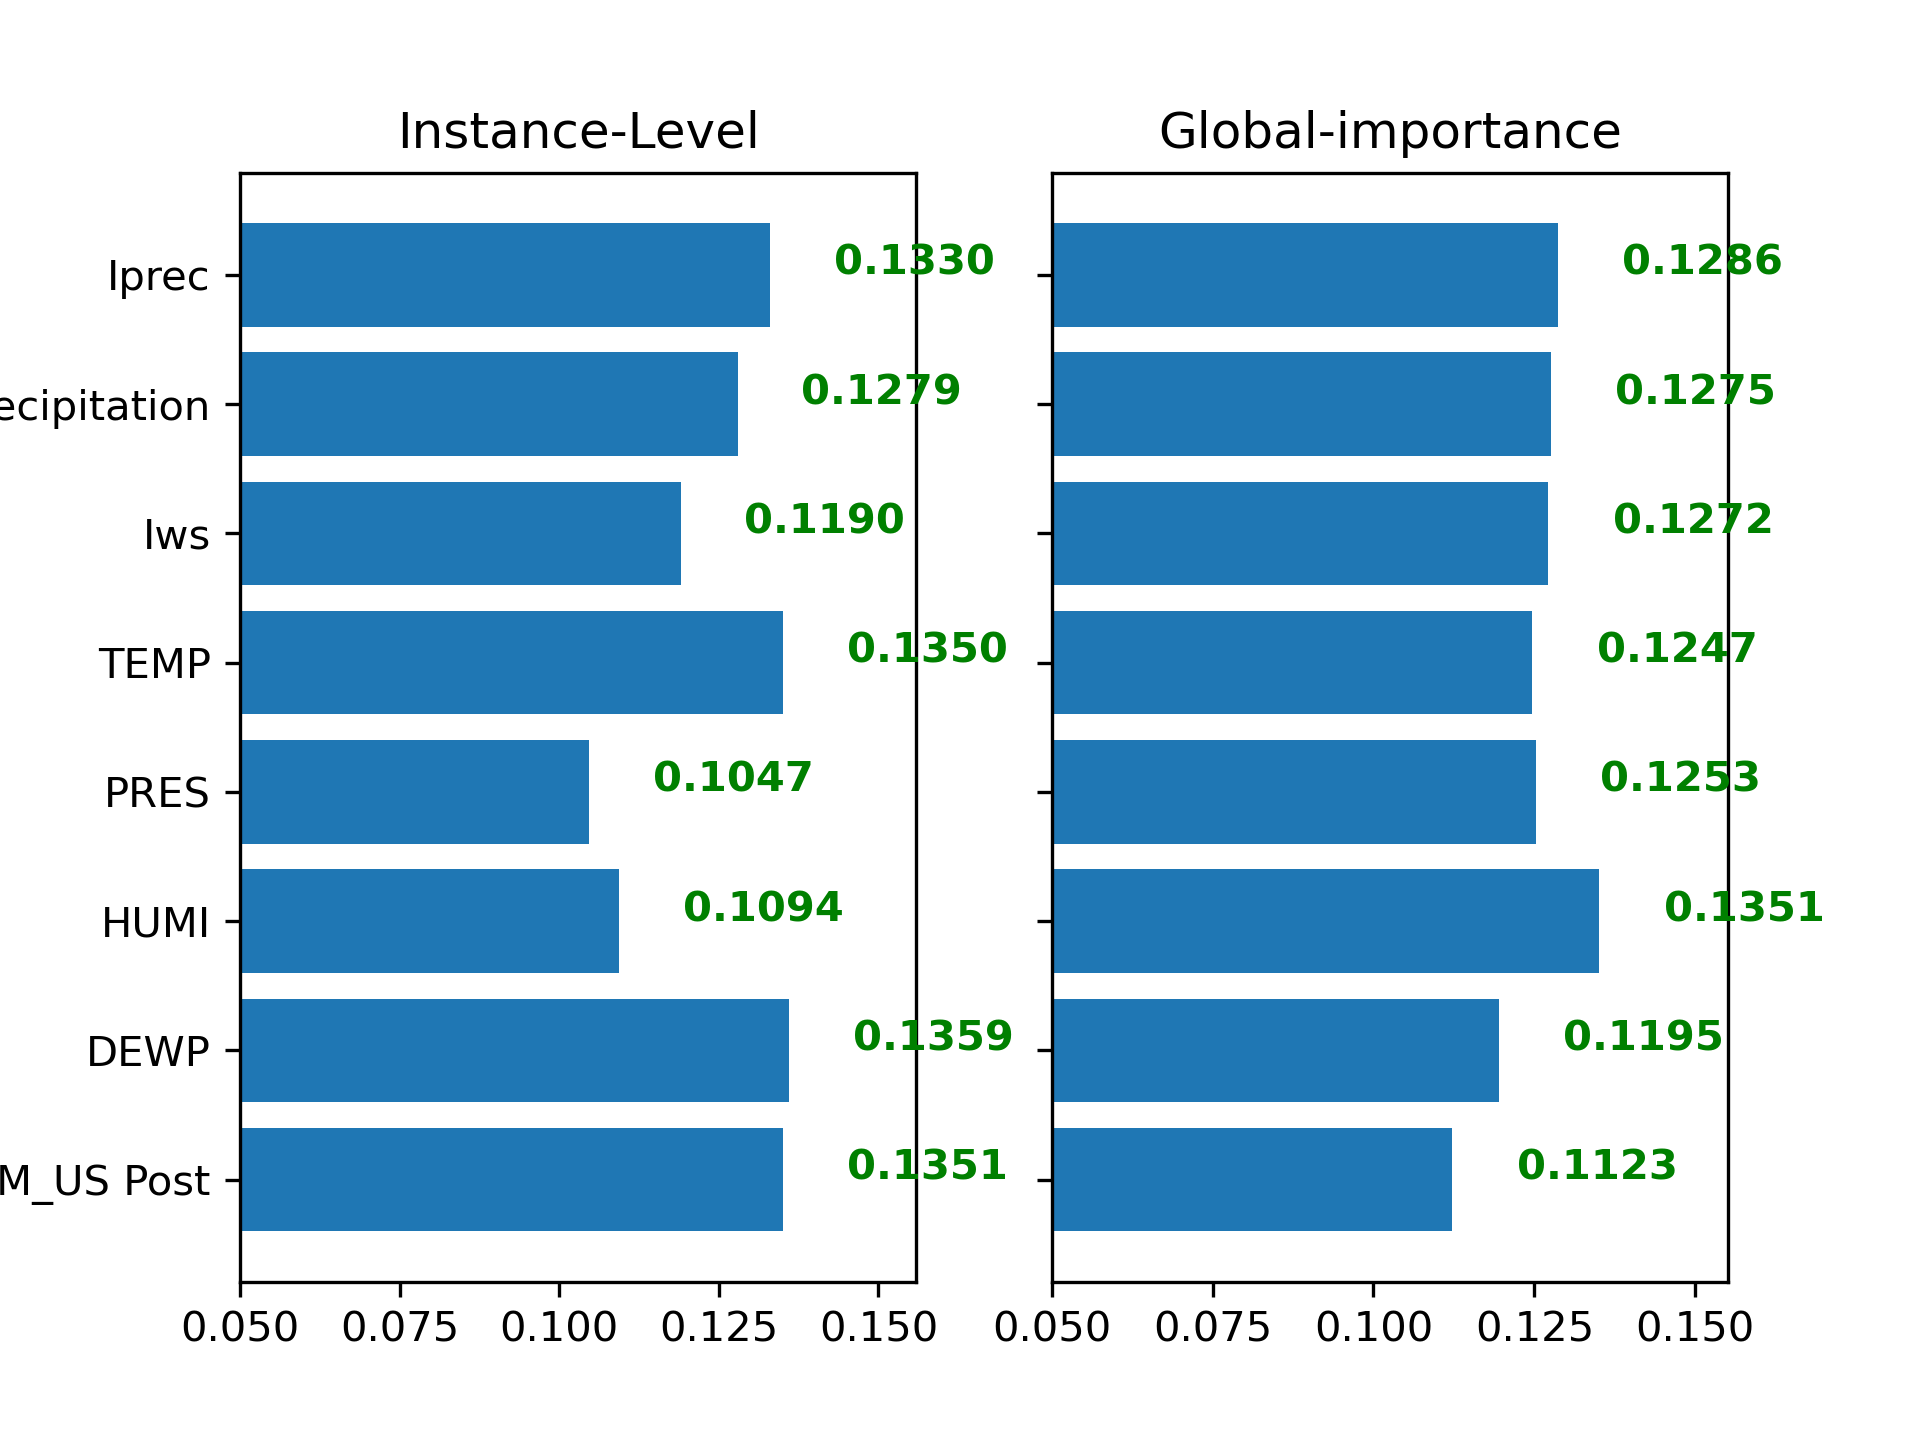 Instance-Level Global-importance
Iprec 0.1330 0.1286
ecipitation 0.1279 0.1275
Iws 0.1190 0.1272
TEMP 0.1350 0.1247
PRES 0.1047 0.1253
HUMI 0.1094 0.1351
DEWP 0.1359 0.1195
M_US Post 0.1351 0.1123
0.050 0.075 0.100 0.125 0.150 0.050 0.075 0.100 0.125 0.150